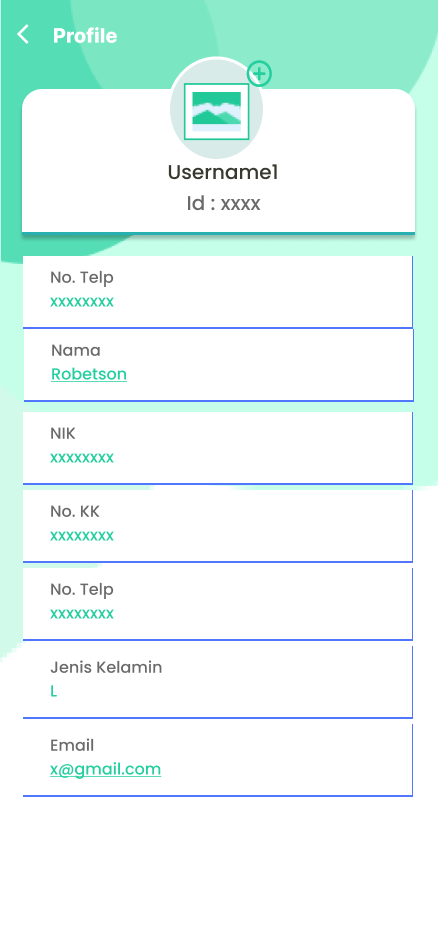 Profile
Username1
Id : xxxx
No. Telp
xxxxxxxx
Nama
Robetson
NIK
xxxxxxxx
No. KK
xxxxxxxx
No. Telp
xxxxxxxx
Jenis Kelamin
L
Email
x@gmail.com